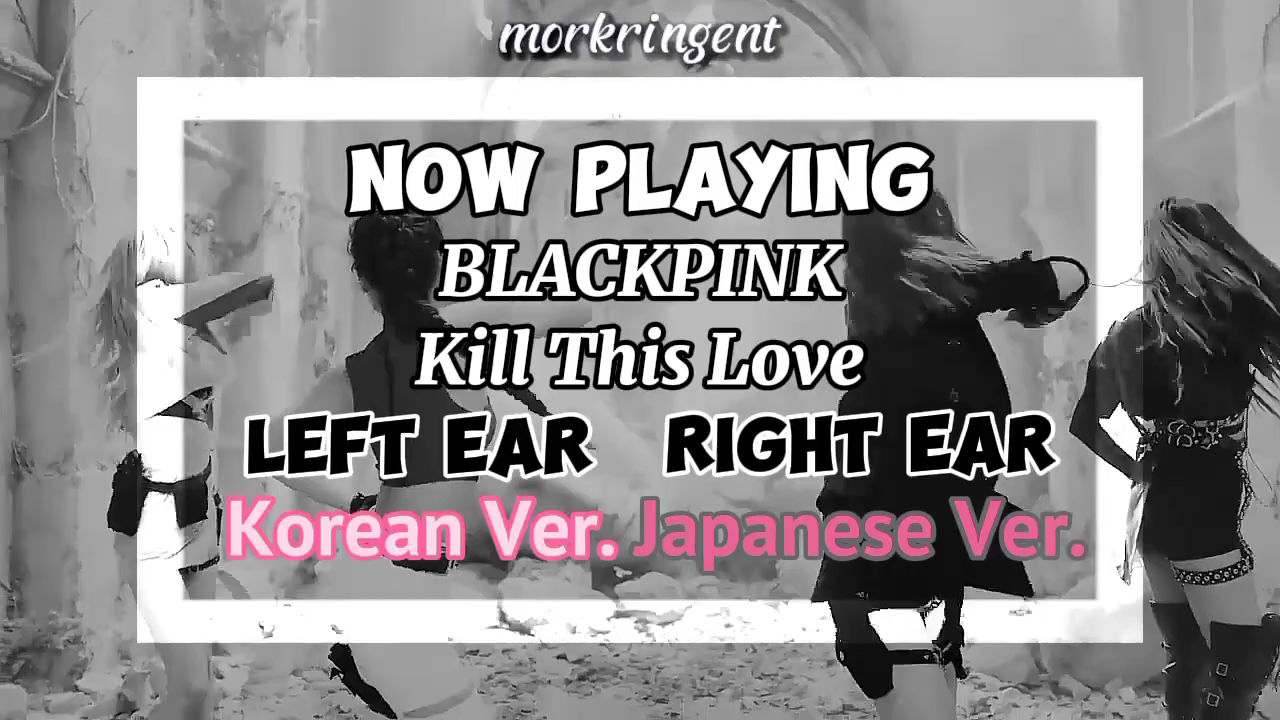 morkringent
NOW PLAYING
BLACKPINK
Kill This Love
LEFT EAR RIGHT EAR
Korean Ver. Japanese Ver.